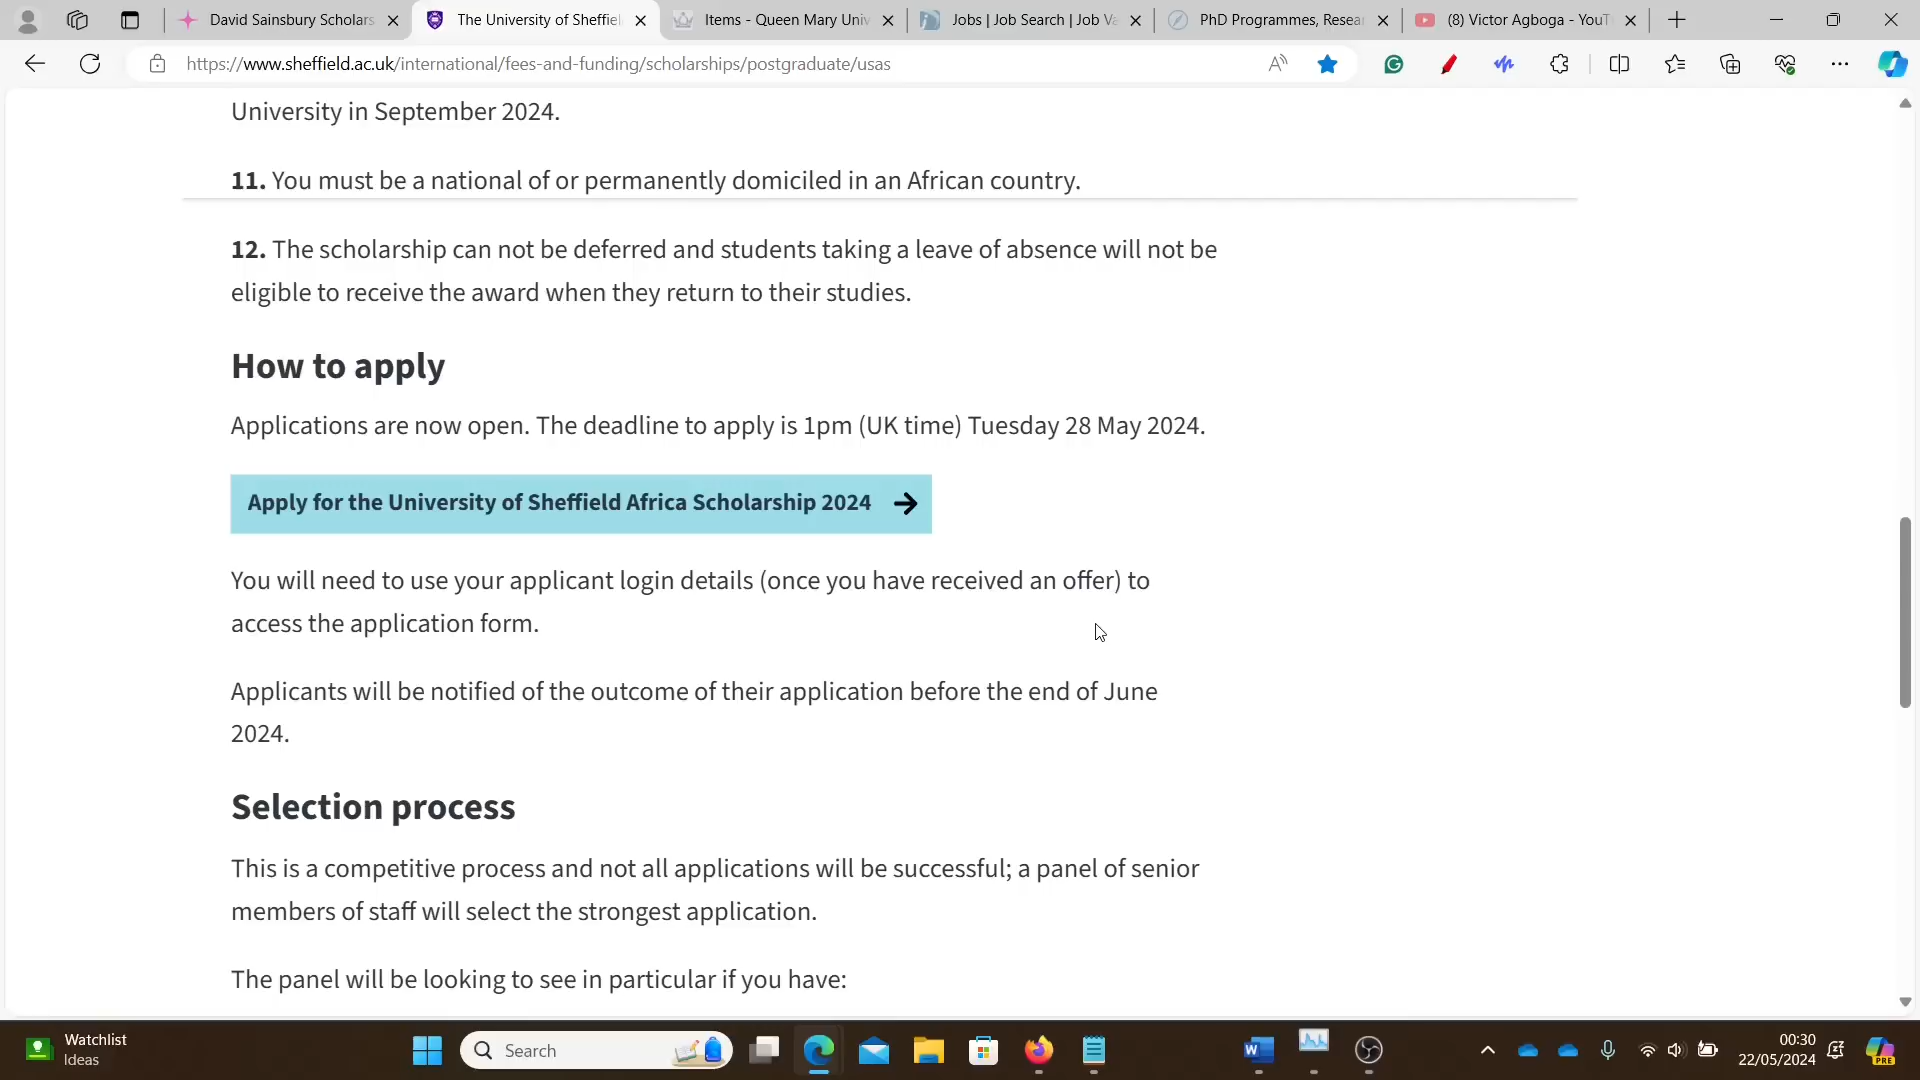 David Sainsbury Scholars
The University of Sheffiel
Items - Queen Mary Univ
Jobs | Job Search | Job Va
PhD Programmes, Resear
(8) Victor Agboga - YouT
https://www.sheffield.ac.uk/international/fees-and-funding/scholarships/postgraduate/usas
University in September 2024.
11. You must be a national of or permanently domiciled in an African country.
12. The scholarship can not be deferred and students taking a leave of absence will not be
eligible to receive the award when they return to their studies.
How to apply
Applications are now open. The deadline to apply is 1pm (UK time) Tuesday 28 May 2024.
Apply for the University of Sheffield Africa Scholarship 2024
You will need to use your applicant login details (once you have received an offer) to
access the application form.
Applicants will be notified of the outcome of their application before the end of June
2024.
Selection process
This is a competitive process and not all applications will be successful; a panel of senior
members of staff will select the strongest application.
The panel will be looking to see in particular if you have:
Watchlist
Ideas
Search
00:30
22/05/2024
PRE